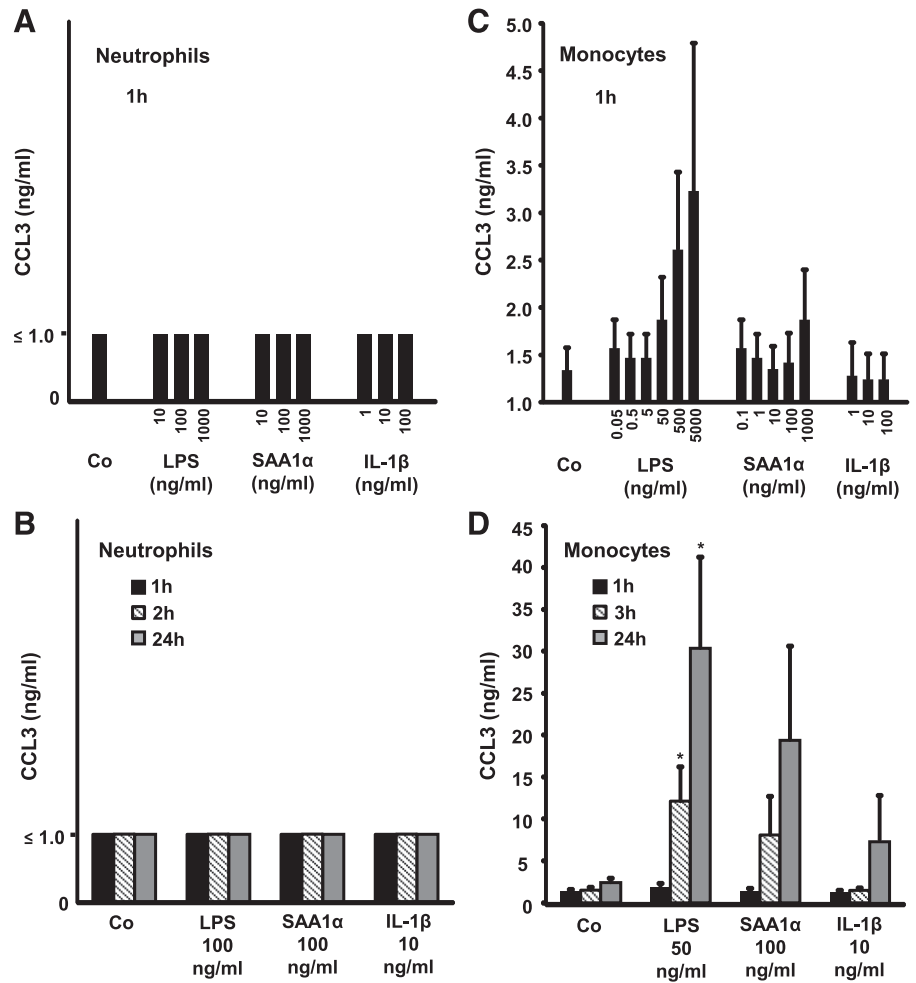 A
Neutrophils
1h
CCL3 (ng/ml)
≤ 1.0
0
10
100
1000
10
100
1000
1
10
100
Co
LPS
(ng/ml)
SAA1α
(ng/ml)
IL-1β
(ng/ml)
C
Monocytes
1h
CCL3 (ng/ml)
5.0
4.5
4.0
3.5
3.0
2.5
2.0
1.5
1.0
0.05
0.5
5
50
500
5000
0.1
1
10
100
1000
1
10
100
Co
LPS
(ng/ml)
SAA1α
(ng/ml)
IL-1β
(ng/ml)
B
Neutrophils
1h
2h
24h
CCL3 (ng/ml)
≤ 1.0
0
Co
LPS
100
ng/ml
SAA1α
100
ng/ml
IL-1β
10
ng/ml
D
Monocytes
1h
3h
24h
CCL3 (ng/ml)
45
40
35
30
25
20
15
10
5
0
*
*
Co
LPS
50
ng/ml
SAA1α
100
ng/ml
IL-1β
10
ng/ml